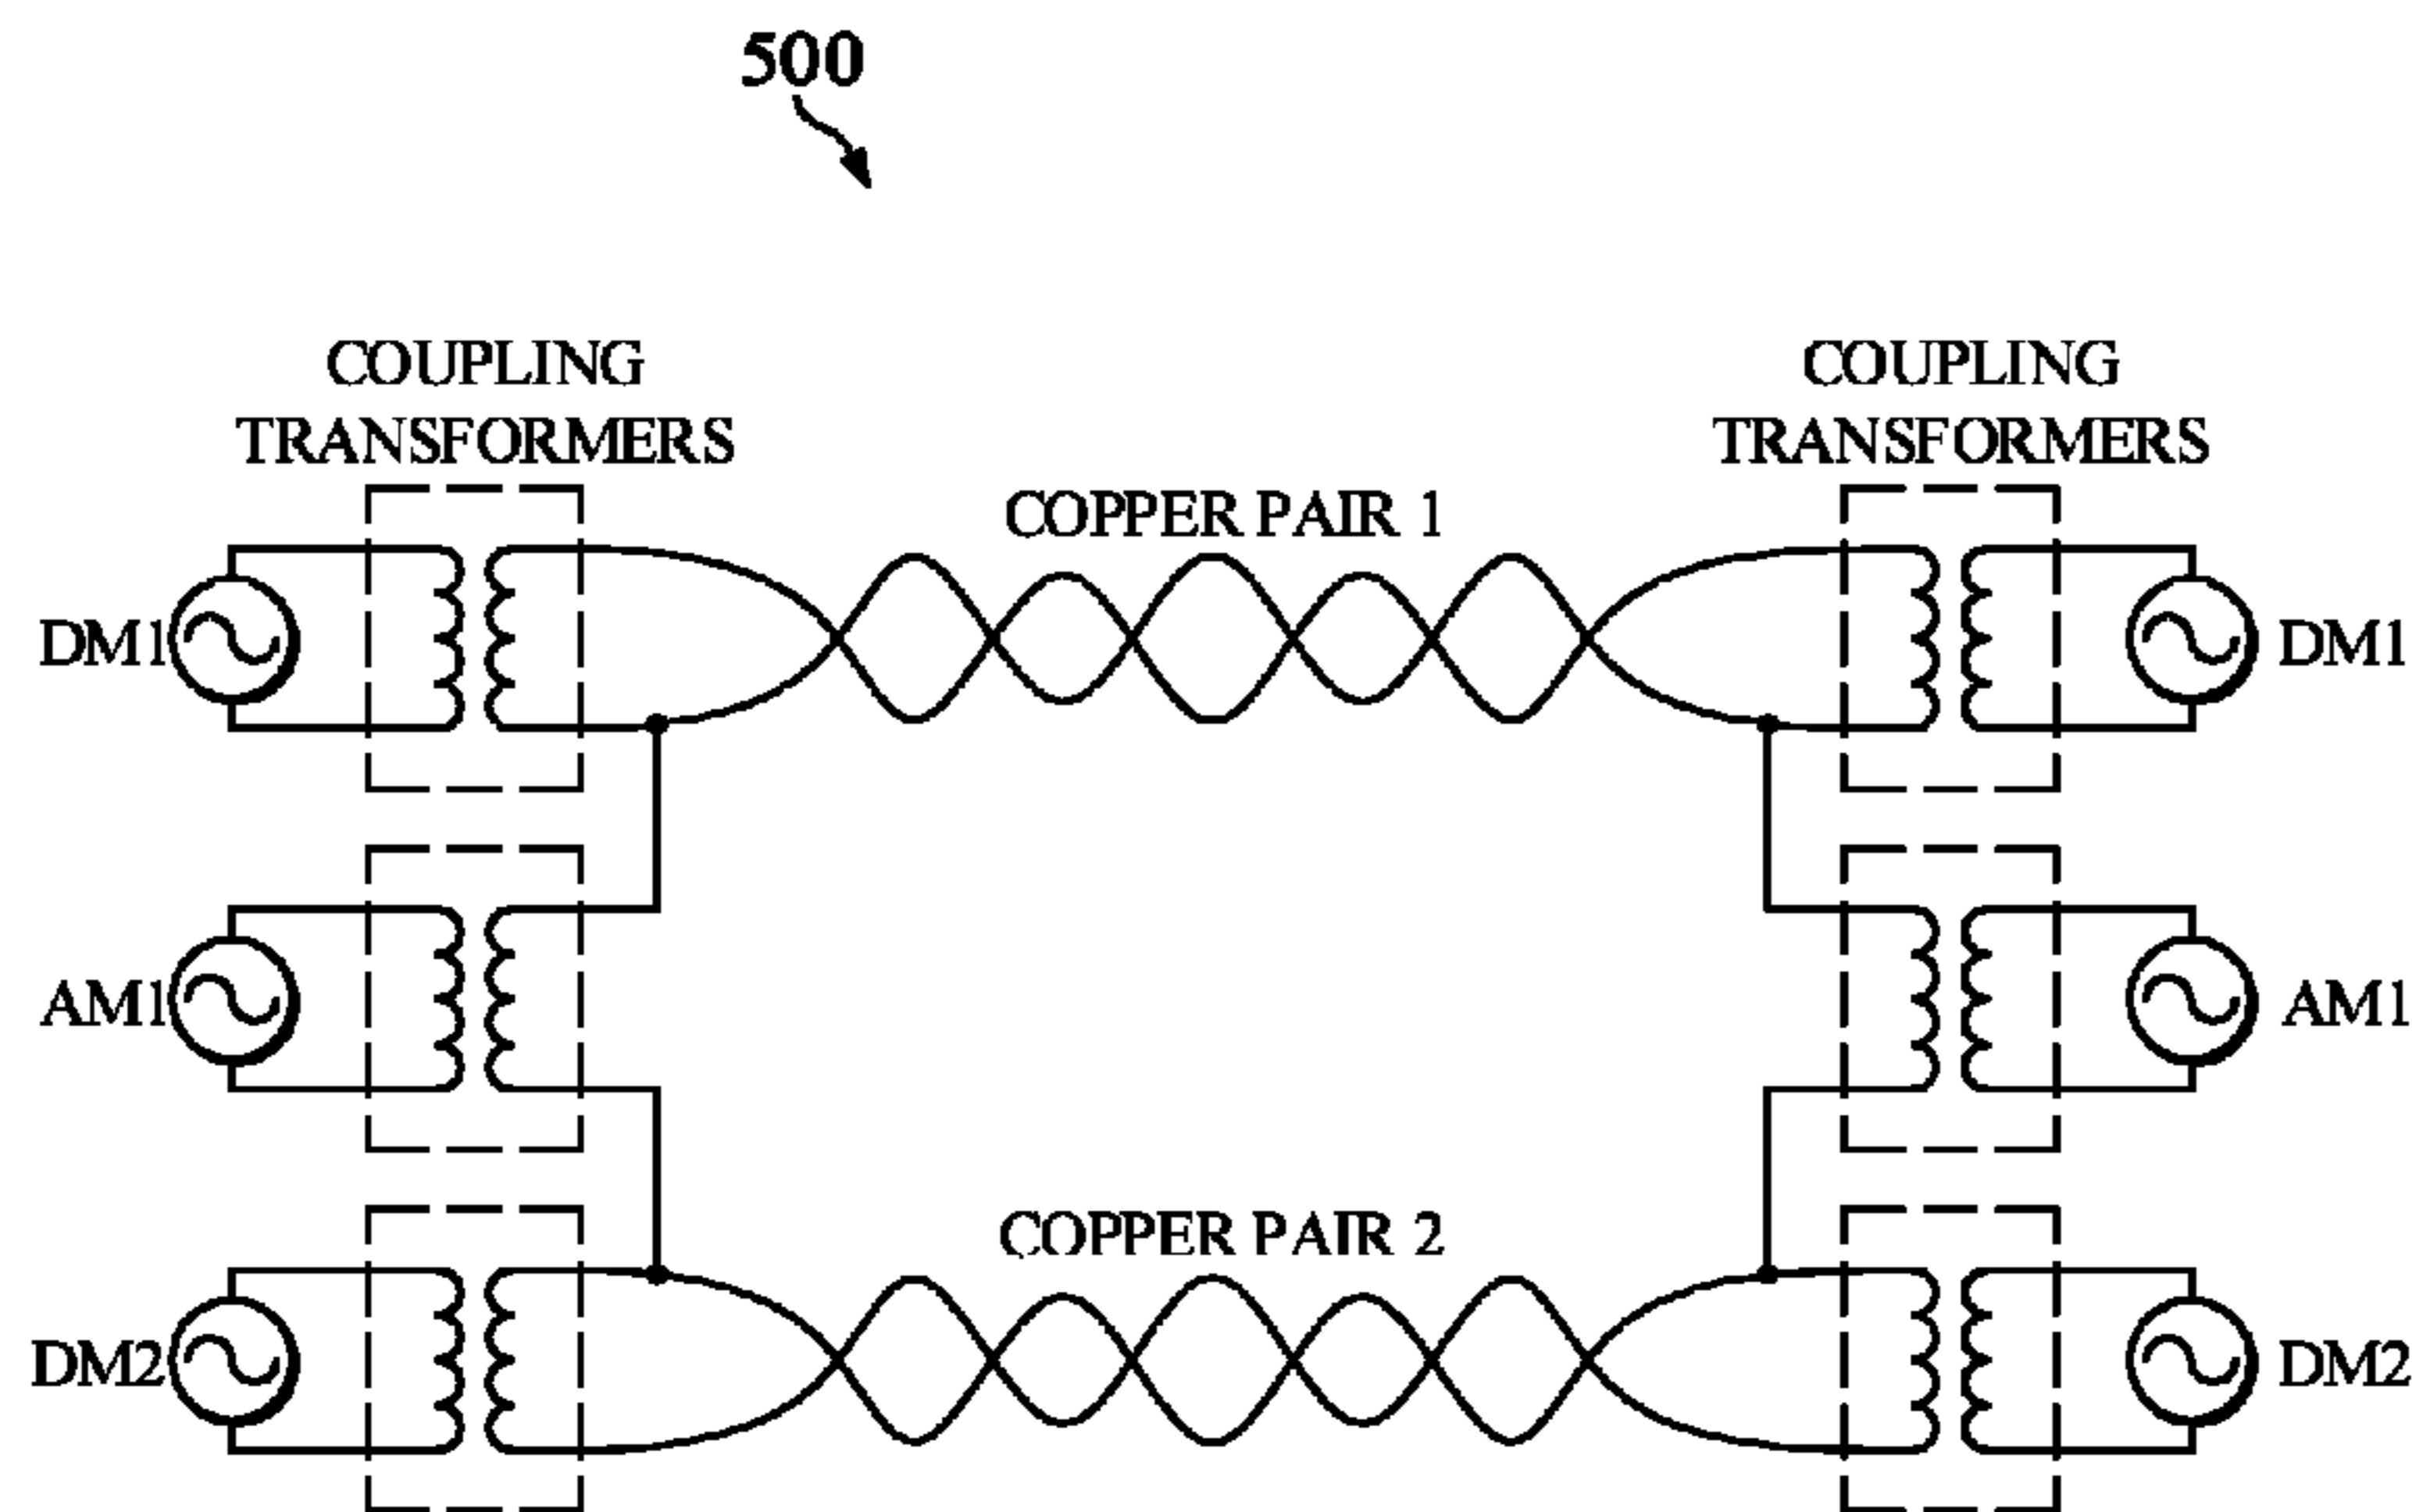 500
COUPLING
TRANSFORMERS
COUPLING
TRANSFORMERS
COPPER PAIR 1
DM1
DM1
AM1
AM1
COPPER PAIR 2
DM2
DM2